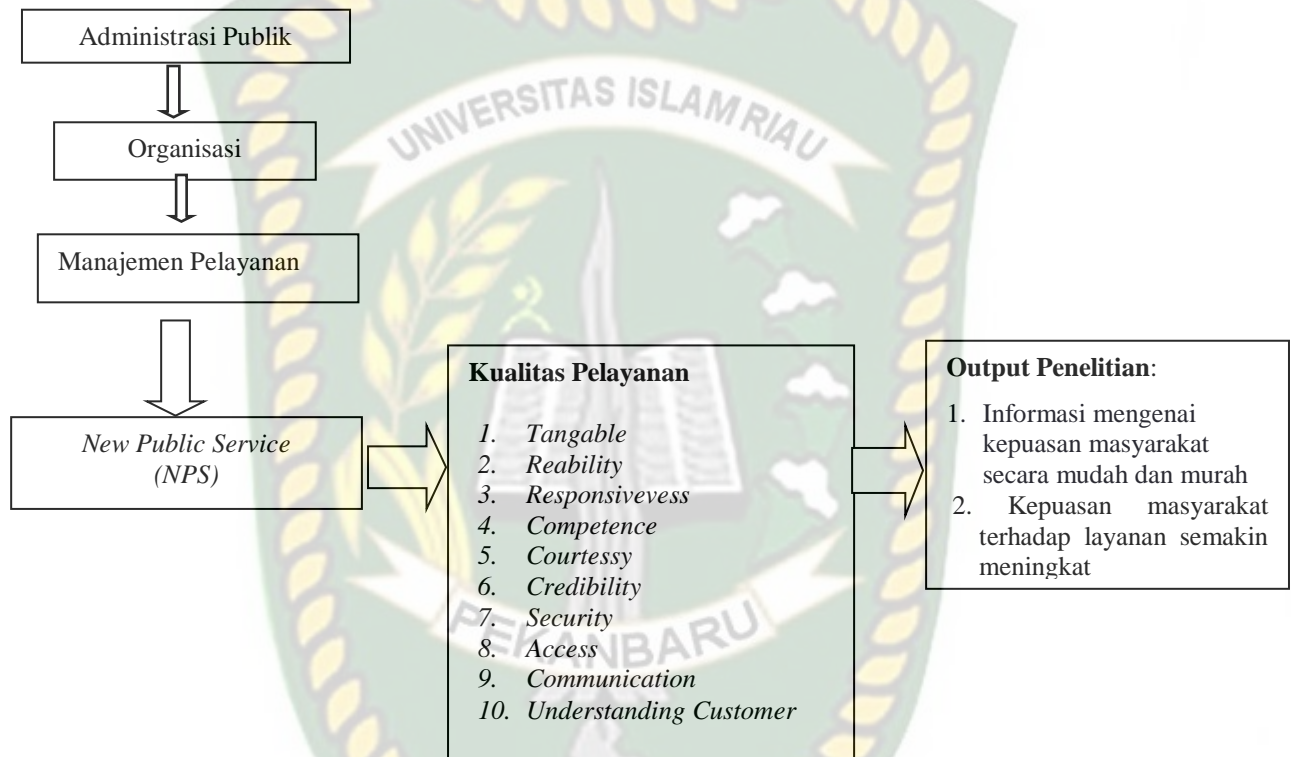 Administrasi Publik
Organisasi
Manajemen Pelayanan
New Public Service
(NPS)
Kualitas Pelayanan
1. Tangable
2. Reability
3. Responsivevess
4. Competence
5. Courtessy
6. Credibility
7. Security
8. Access
9. Communication
10. Understanding Customer
Output Penelitian:
1. Informasi mengenai
kepuasan masyarakat
secara mudah dan murah
2. Kepuasan masyarakat
terhadap layanan semakin
meningkat
UNIVERSITAS ISLAM RIAU
PEKANBARU